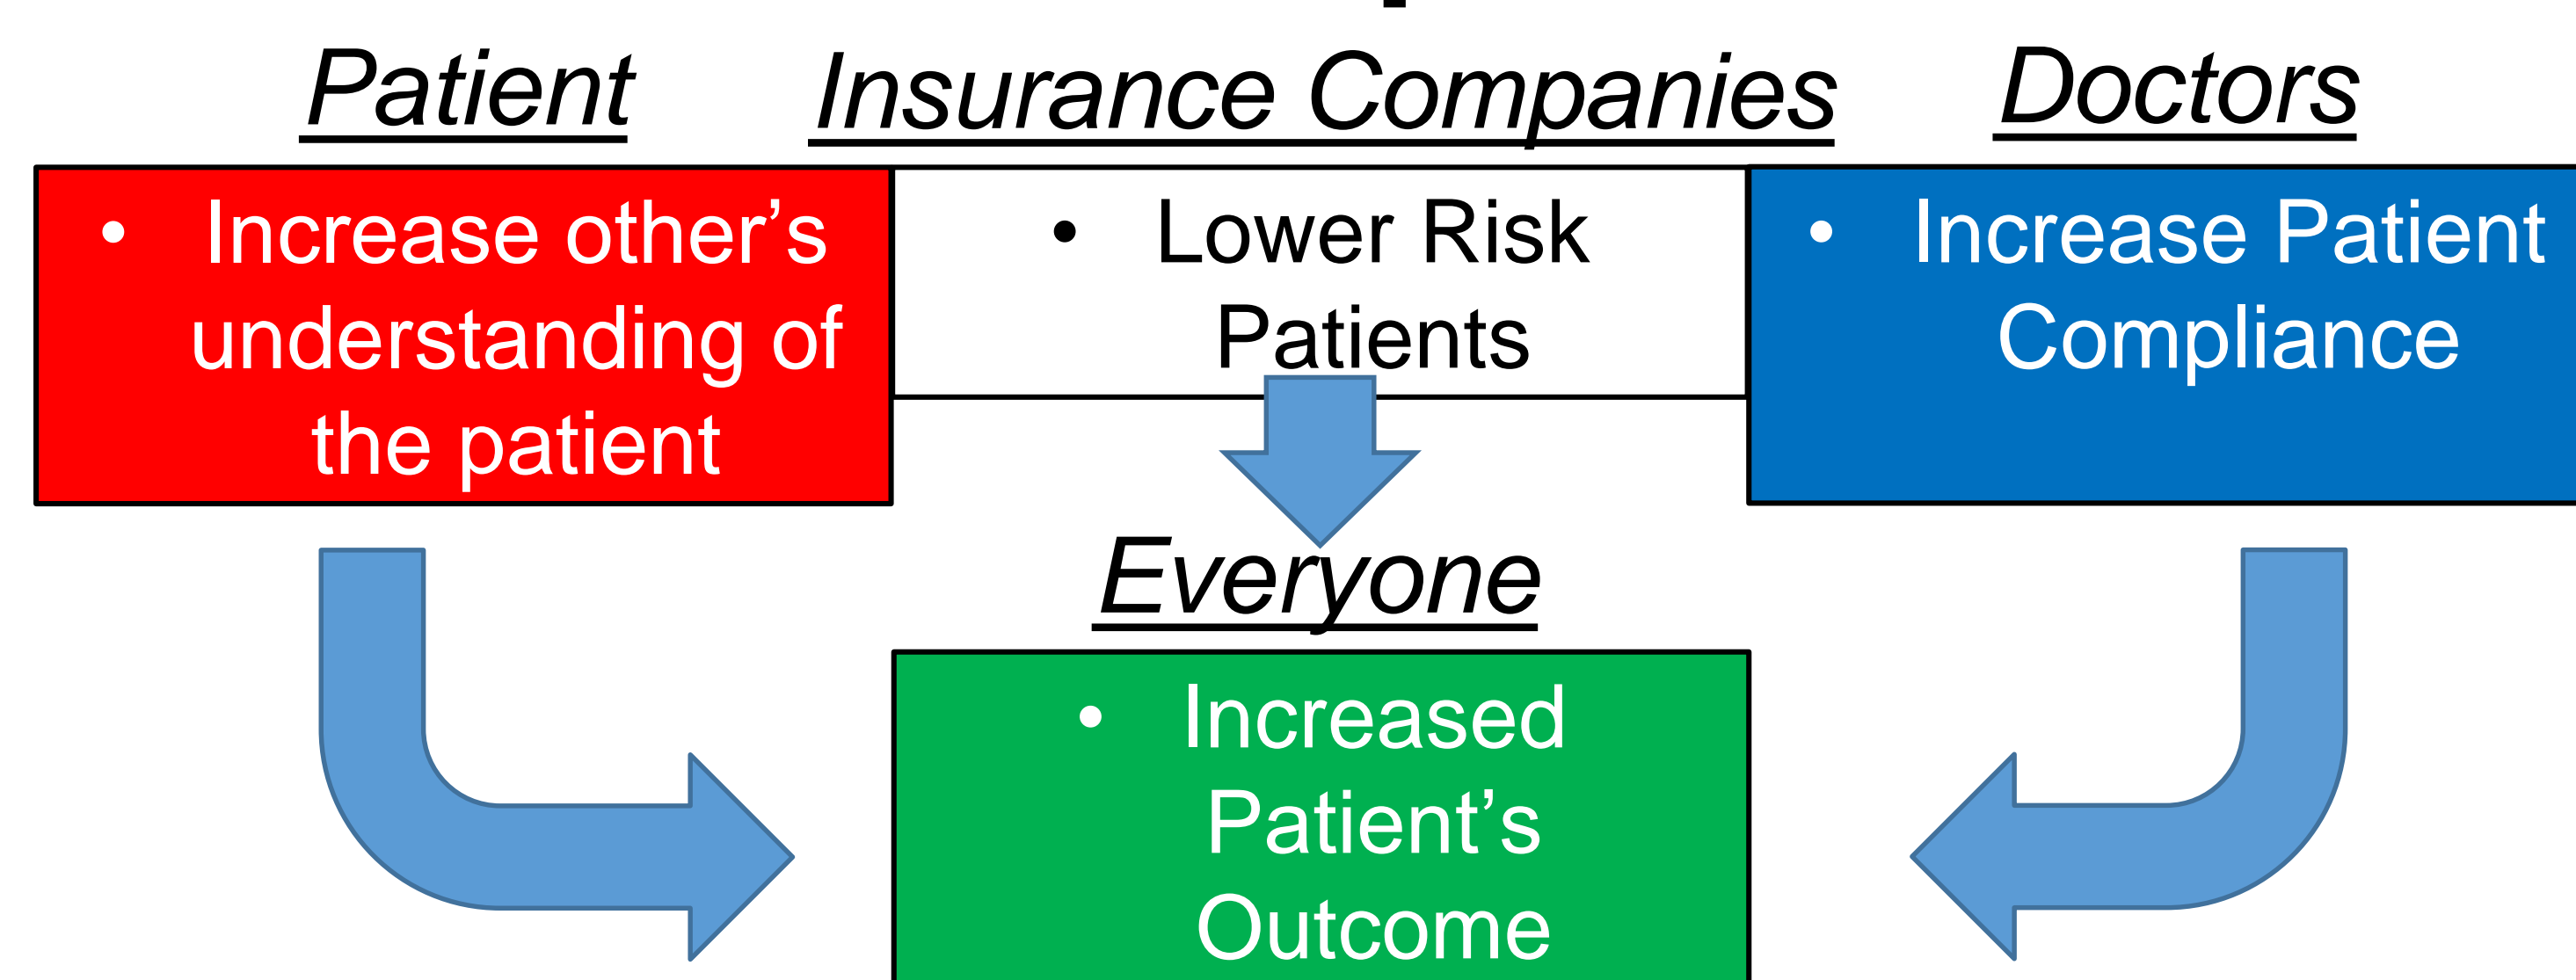 Patient Insurance Companies Doctors
• Increase other’s
understanding of
the patient
• Lower Risk
Patients
• Increase Patient
Compliance
Everyone
• Increased
Patient’s
Outcome